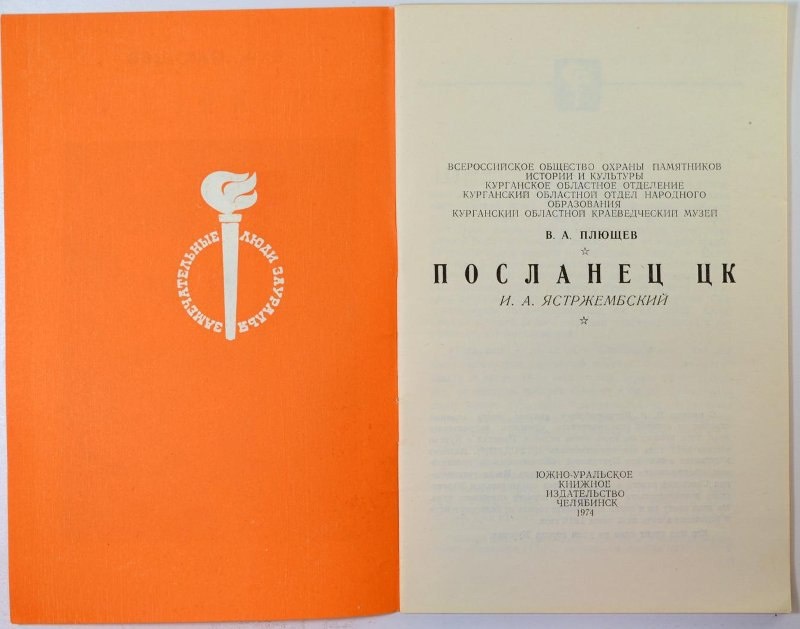 ЗАМЕЧАТЕЛЬНЫЕ ЛЮДИ ЗАУРАЛЬЯ
ВСЕРОССИЙСКОЕ ОБЩЕСТВО ОХРАНЫ ПАМЯТНИКОВ
ИСТОРИИ И КУЛЬТУРЫ
КУРГАНСКОЕ ОБЛАСТНОЕ ОТДЕЛЕНИЕ
КУРГАНСКИЙ ОБЛАСТНОЙ ОТДЕЛ НАРОДНОГО
ОБРАЗОВАНИЯ
КУРГАНСКИЙ ОБЛАСТНОЙ КРАЕВЕДЧЕСКИЙ МУЗЕЙ
В. А. ПЛЮЩЕВ
ПОСЛАНЕЦ ЦК
И. А. ЯСТРЖЕМБСКИЙ
ЮЖНО-УРАЛЬСКОЕ
КНИЖНОЕ
ИЗДАТЕЛЬСТВО
ЧЕЛЯБИНСК
1974